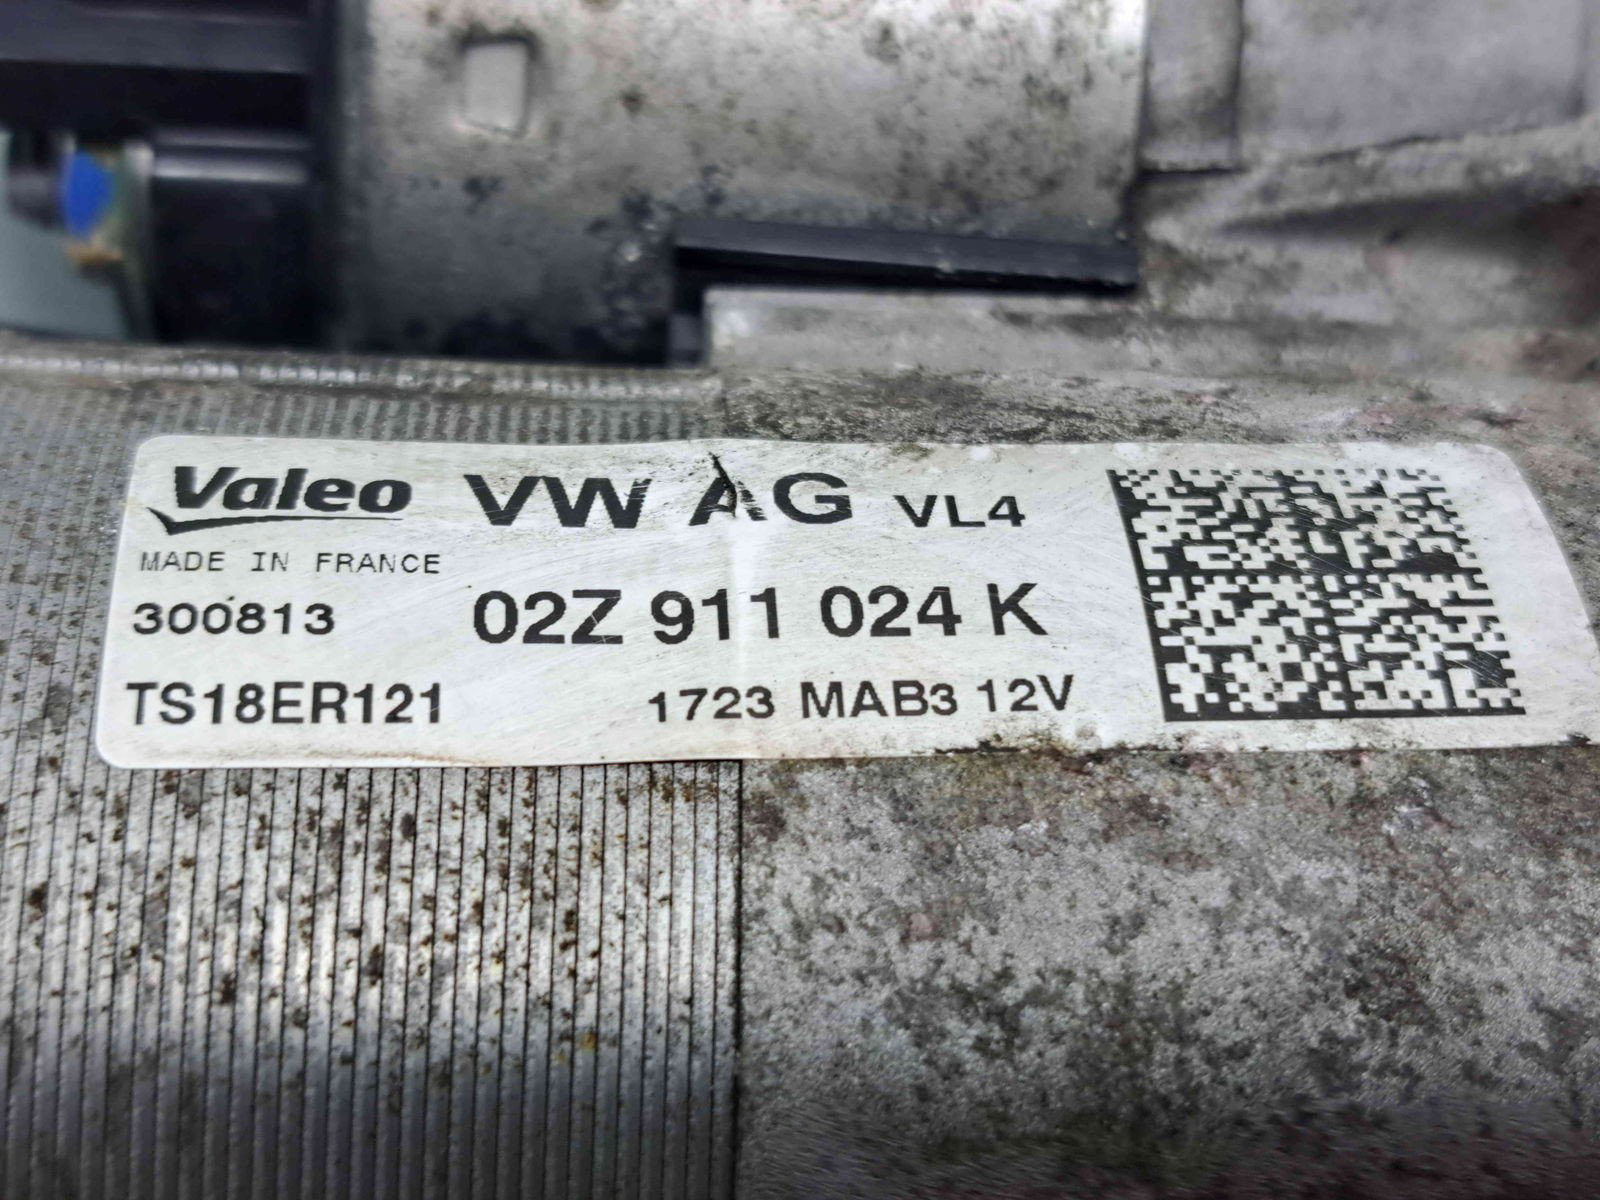 Valeo VW AG VL4
MADE IN FRANCE
300813 02Z 911 024 K
TS18ER121 1723 MAB3 12V